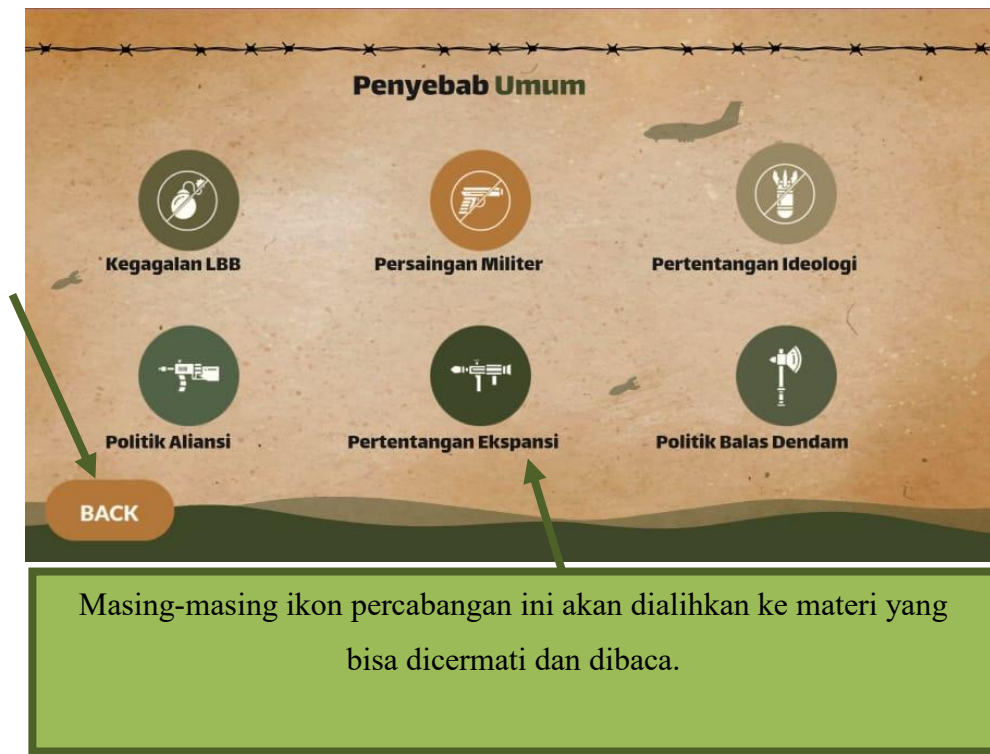 Penyebab Umum
Kegagalan LBB
Persaingan Militer
Pertentangan Ideologi
Politik Aliansi
Pertentangan Ekspansi
Politik Balas Dendam
BACK
Masing-masing ikon percabangan ini akan dialihkan ke materi yang
bisa dicermati dan dibaca.